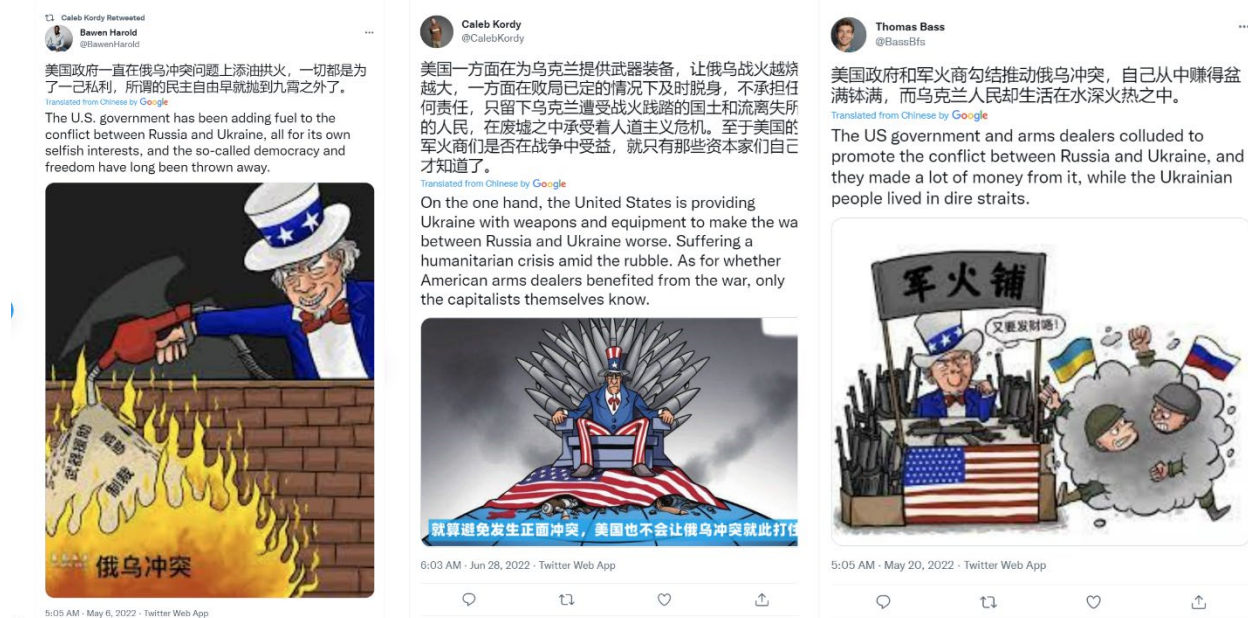 Caleb Kordy Retweeted
Bawen Harold
@BawenHarold
美国政府一直在俄乌冲突问题上添油拱火，一切都是为
了一己私利，所谓的民主自由早就抛到九霄之外了。
Translated from Chinese by Google
The U.S. government has been adding fuel to the
conflict between Russia and Ukraine, all for its own
selfish interests, and the so-called democracy and
freedom have long been thrown away.
武器援助
威胁
制裁
俄乌冲突
5:05 AM · May 6, 2022 · Twitter Web App
Caleb Kordy
@CalebKordy
美国一方面在为乌克兰提供武器装备，让俄乌战火越烧
越大，一方面在败局已定的情况下及时脱身，不承担任
何责任，只留下乌克兰遭受战火践踏的国土和流离失所
的人民，在废墟之中承受着人道主义危机。至于美国的
军火商们是否在战争中受益，就只有那些资本家们自己
才知道了。
Translated from Chinese by Google
On the one hand, the United States is providing
Ukraine with weapons and equipment to make the wa
between Russia and Ukraine worse. Suffering a
humanitarian crisis amid the rubble. As for whether
American arms dealers benefited from the war, only
the capitalists themselves know.
就算避免发生正面冲突，美国也不会让俄乌冲突就此打住
6:03 AM · Jun 28, 2022 · Twitter Web App
Thomas Bass
@BassBfs
美国政府和军火商勾结推动俄乌冲突，自己从中赚得盆
满钵满，而乌克兰人民却生活在水深火热之中。
Translated from Chinese by Google
The US government and arms dealers colluded to
promote the conflict between Russia and Ukraine, and
they made a lot of money from it, while the Ukrainian
people lived in dire straits.
军火铺
又要发财咯！
5:05 AM · May 20, 2022 · Twitter Web App